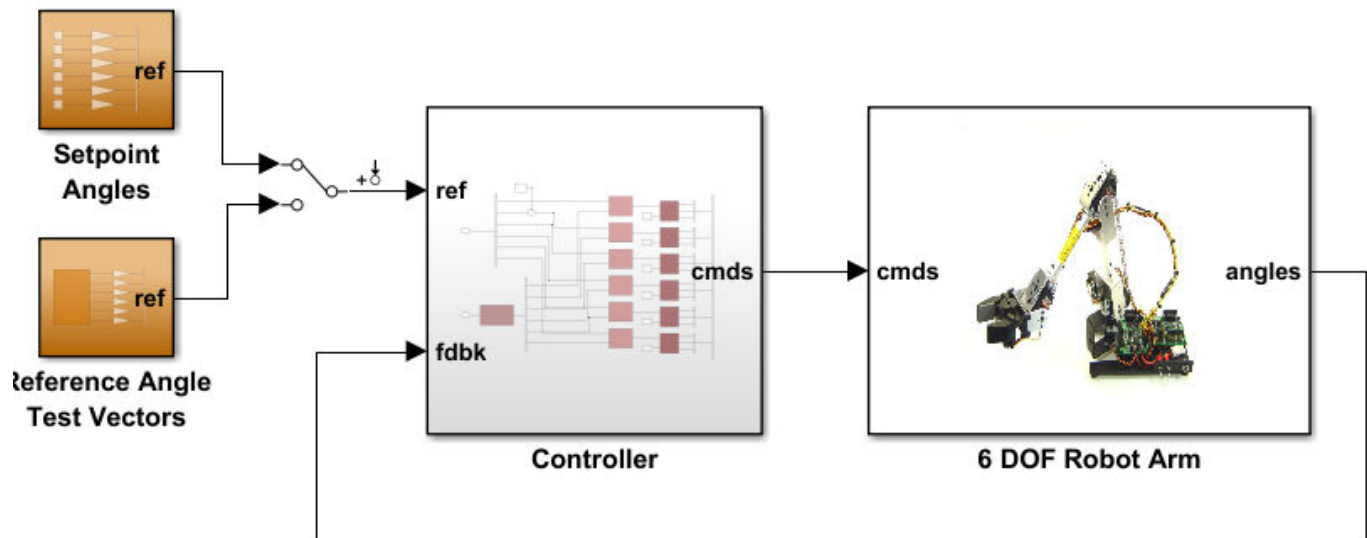 ref
Setpoint
Angles
ref
Reference Angle
Test Vectors
ref
fdbk
cmds
Controller
cmds
angles
6 DOF Robot Arm